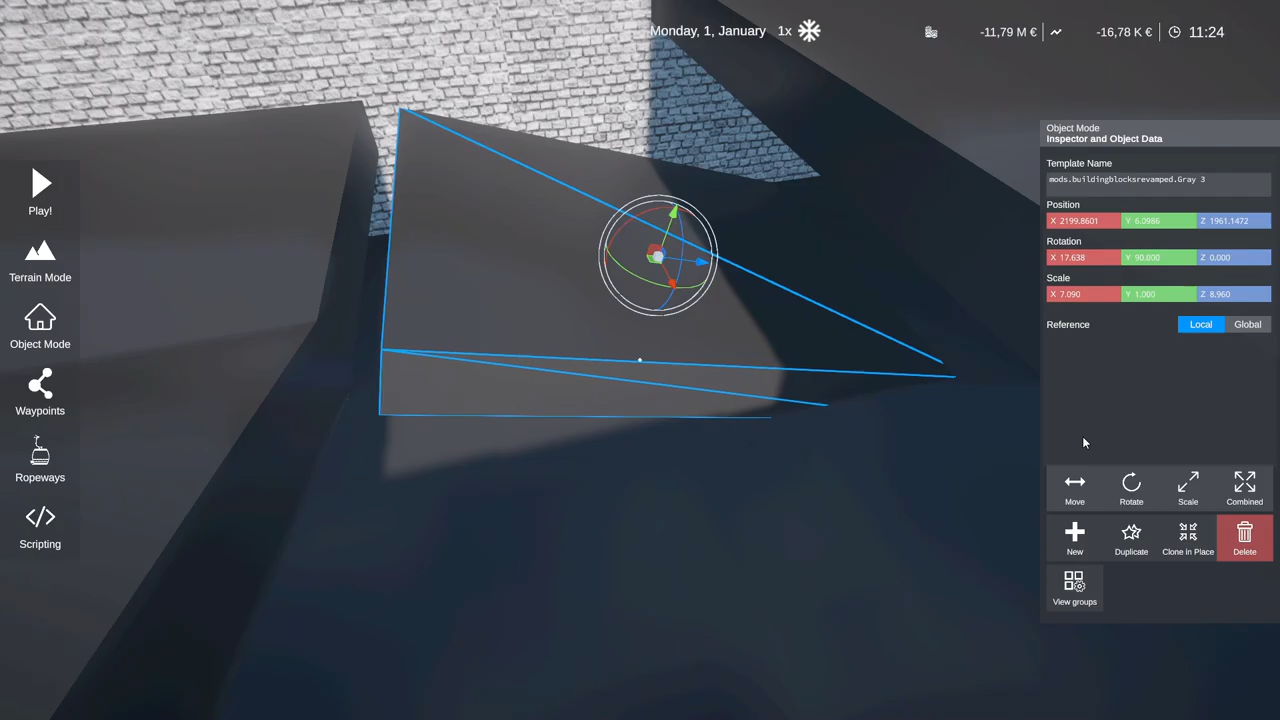 Monday, 1, January 1x
-11,79 M € -16,78 K € 11:24
Play!
Terrain Mode
Object Mode
Waypoints
Ropeways
Scripting
Object Mode
Inspector and Object Data
Template Name
mods.buildingblocksrevamped.Gray 3
Position
X 2199.8601 Y 6.0986 Z 1961.1472
Rotation
X 17.638 Y 90.000 Z 0.000
Scale
X 7.090 Y 1.000 Z 8.960
Reference Local Global
Move Rotate Scale Combined
New Duplicate Clone in Place Delete
View groups